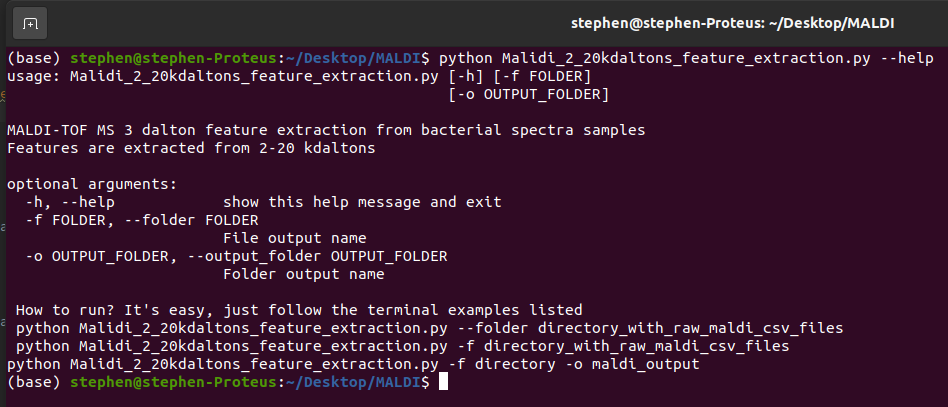 stephen@stephen-Proteus: ~/Desktop/MALDI
(base) stephen@stephen-Proteus:~/Desktop/MALDI$ python Malidi_2_20kdaltons_feature_extraction.py --help
usage: Malidi_2_20kdaltons_feature_extraction.py [-h] [-f FOLDER]
[-o OUTPUT_FOLDER]
MALDI-TOF MS 3 dalton feature extraction from bacterial spectra samples
Features are extracted from 2-20 kdaltons
optional arguments:
-h, --help show this help message and exit
-f FOLDER, --folder FOLDER
File output name
-o OUTPUT_FOLDER, --output_folder OUTPUT_FOLDER
Folder output name
How to run? It's easy, just follow the terminal examples listed
python Malidi_2_20kdaltons_feature_extraction.py --folder directory_with_raw_maldi_csv_files
python Malidi_2_20kdaltons_feature_extraction.py -f directory_with_raw_maldi_csv_files
python Malidi_2_20kdaltons_feature_extraction.py -f directory -o maldi_output
(base) stephen@stephen-Proteus:~/Desktop/MALDI$